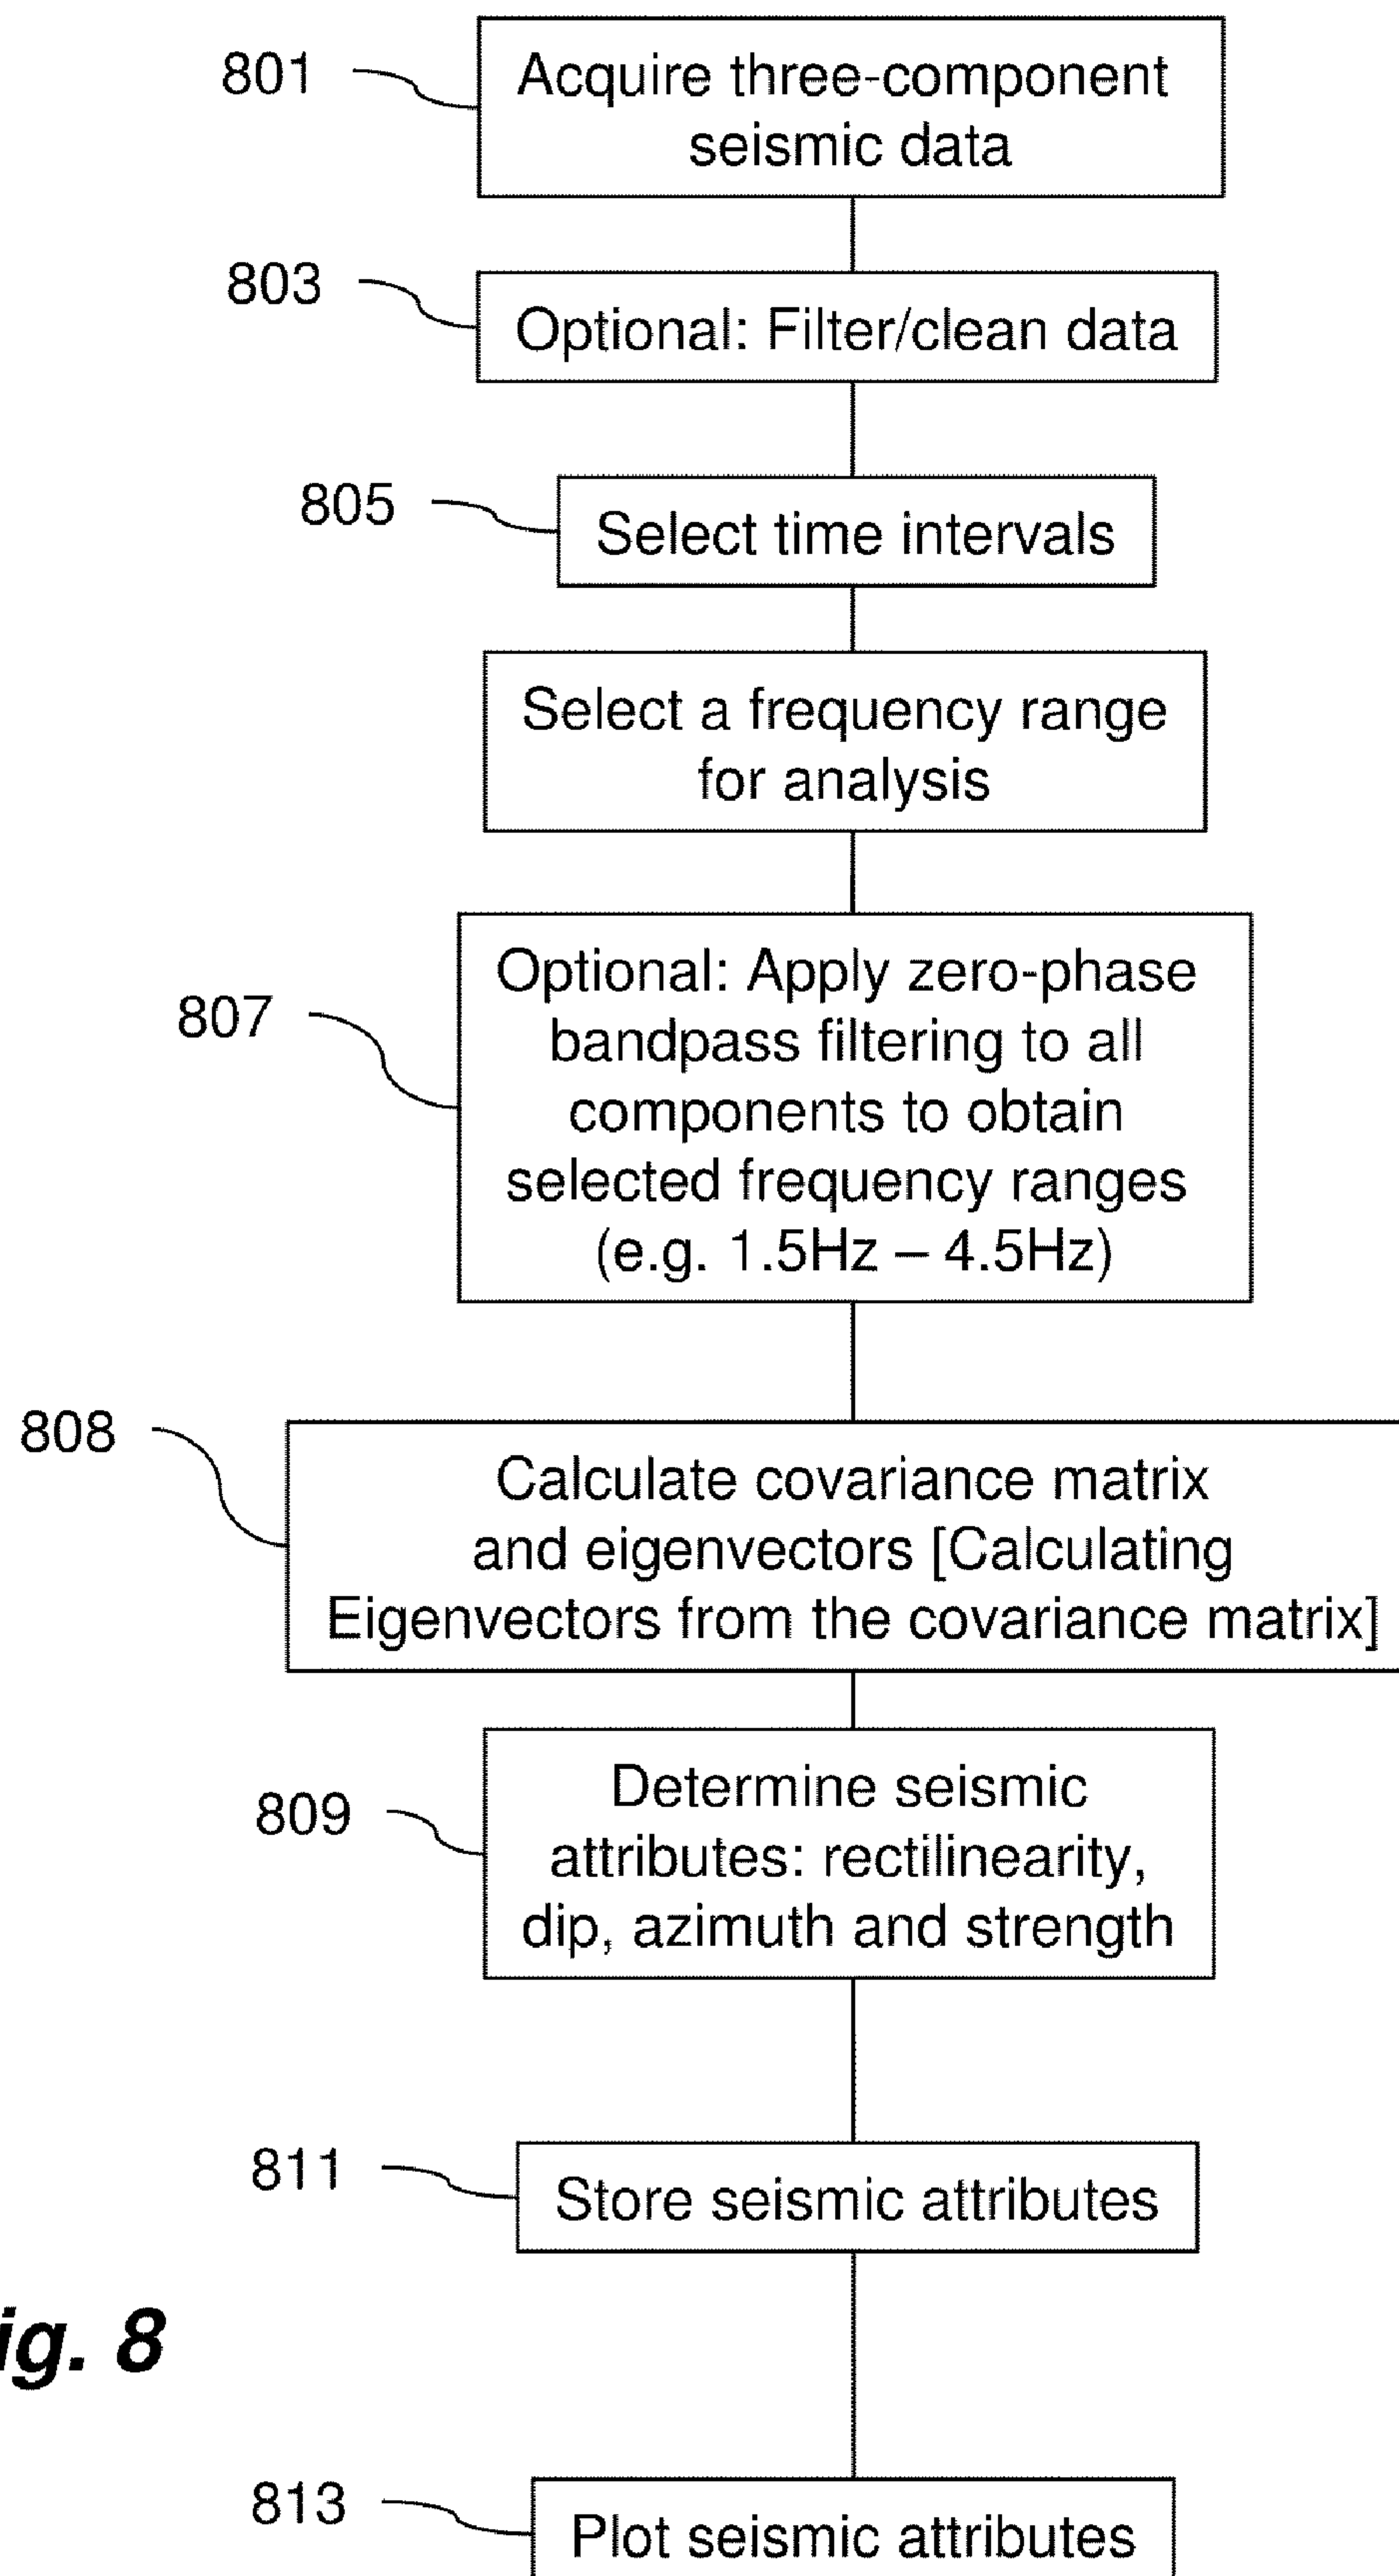 801
Acquire three-component
seismic data
803
Optional: Filter/clean data
805
Select time intervals
Select a frequency range
for analysis
807
Optional: Apply zero-phase
bandpass filtering to all
components to obtain
selected frequency ranges
(e.g. 1.5Hz – 4.5Hz)
808
Calculate covariance matrix
and eigenvectors [Calculating
Eigenvectors from the covariance matrix]
809
Determine seismic
attributes: rectilinearity,
dip, azimuth and strength
811
Store seismic attributes
ig. 8
813
Plot seismic attributes